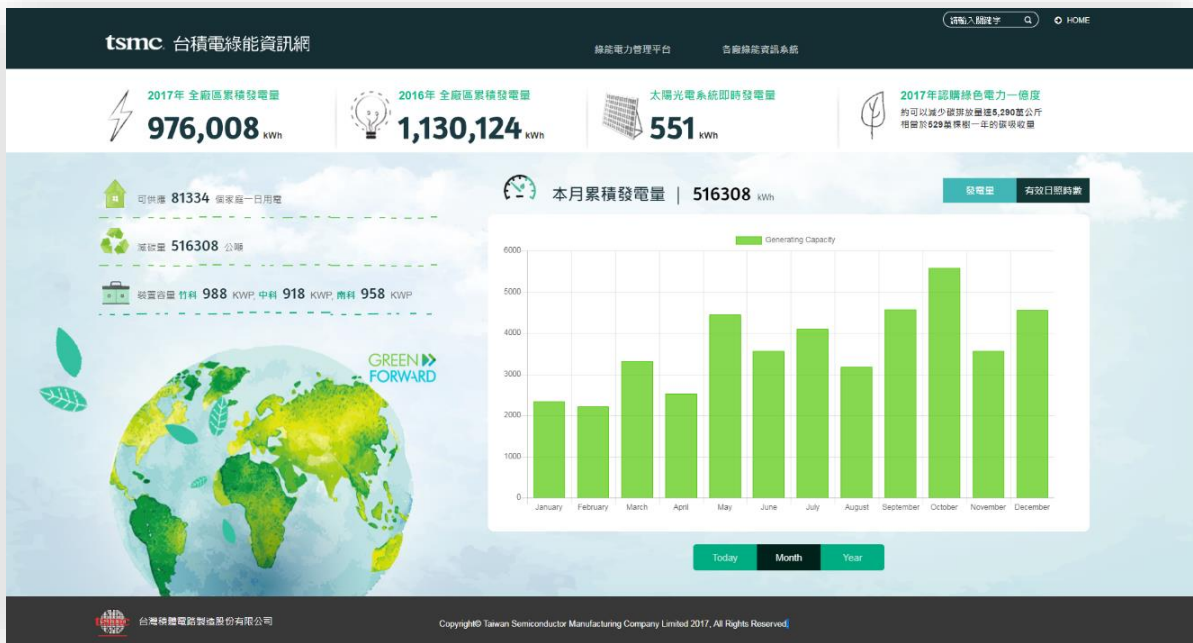 請輸入關鍵字
HOME
tsmc 台積電綠能資訊網
綠能電力管理平台
各廠綠能資訊系統
2017年 全廠區累積發電量
976,008 kWh
2016年 全廠區累積發電量
1,130,124 kWh
太陽光電系統即時發電量
551 kWh
2017年認購綠色電力一億度
約可以減少碳排放量達5,290萬公斤
相當於529萬棵樹一年的碳吸收量
可供應 81334 個家庭一日用電
減碳量 516308 公噸
裝置容量 竹科 988 KWP, 中科 918 KWP, 南科 958 KWP
GREEN
FORWARD
本月累積發電量 | 516308 kWh
發電量
有效日照時數
Generating Capacity
6000
5000
4000
3000
2000
1000
0
January February March April May June July August September October November December
Today Month Year
台灣積體電路製造股份有限公司
Copyright© Taiwan Semiconductor Manufacturing Company Limited 2017, All Rights Reserved.